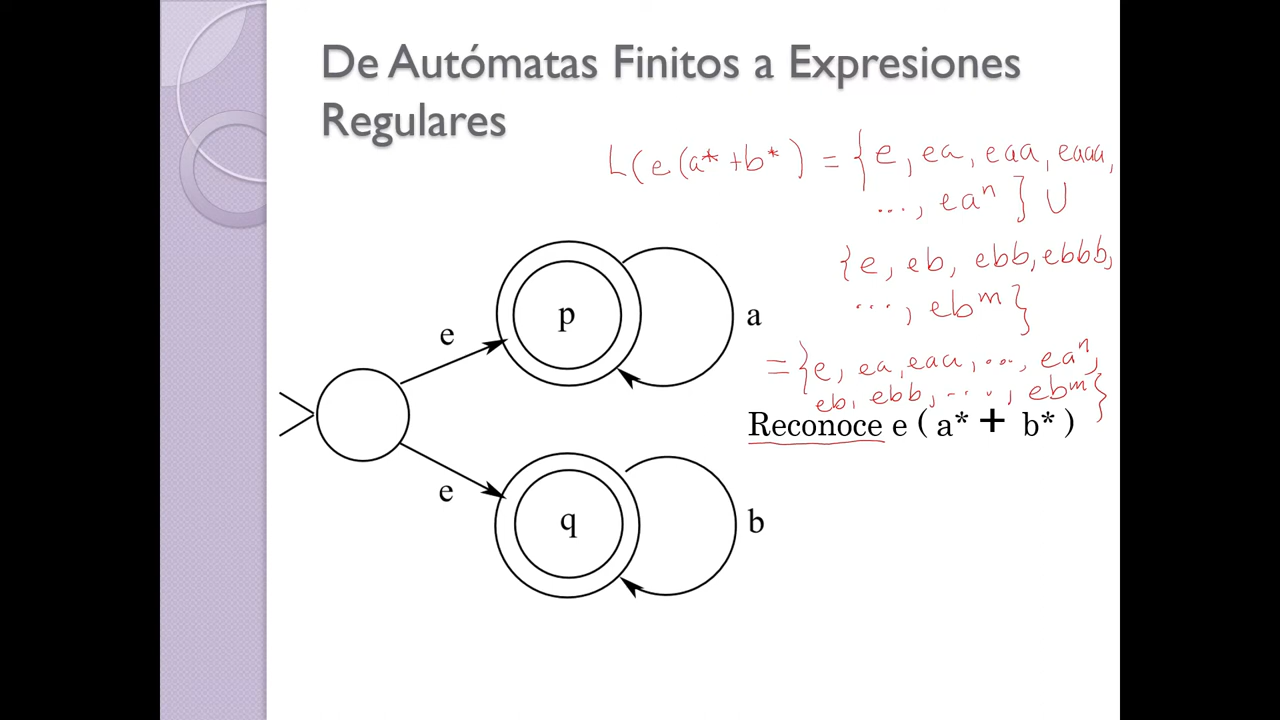 De Autómatas Finitos a Expresiones
Regulares
L(e(a*+b*) = {e, ea, eaa, eaaa,
..., eaⁿ} U
{e, eb, ebb, ebbb,
..., ebᵐ}
= {e, ea, eaa, ..., eaⁿ,
eb, ebb, ..., ebᵐ}
Reconoce e ( a* + b* )
p
a
e
e
q
b